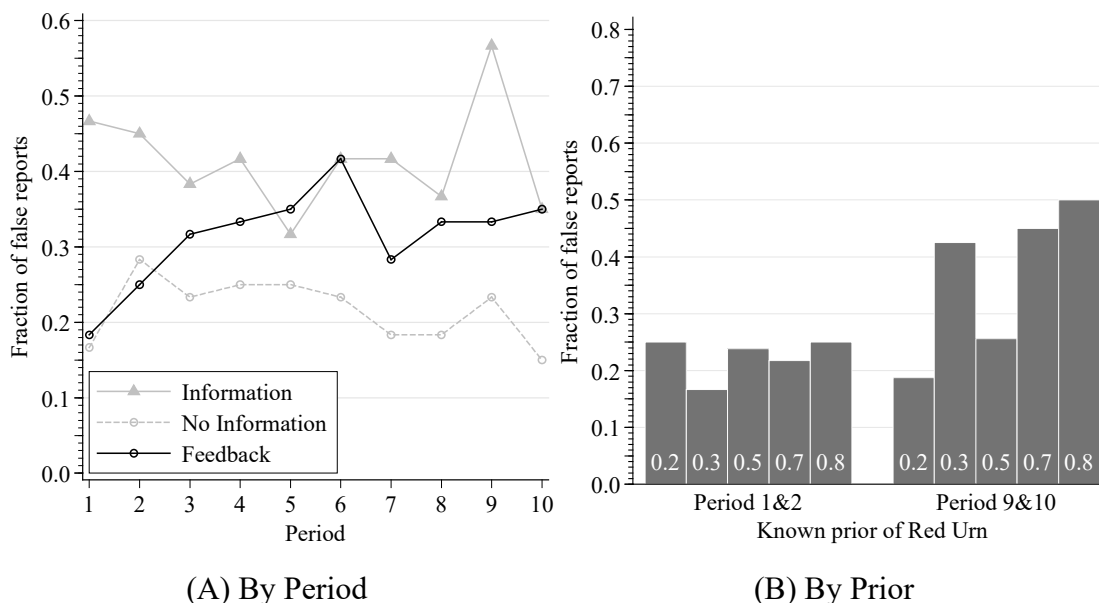 0.6
0.5
0.4
0.3
0.2
0.1
0.0
Fraction of false reports
Information
No Information
Feedback
1 2 3 4 5 6 7 8 9 10
Period
(A) By Period
0.8
0.7
0.6
0.5
0.4
0.3
0.2
0.1
0.0
Fraction of false reports
0.2 0.3 0.5 0.7 0.8 0.2 0.3 0.5 0.7 0.8
Period 1&2 Period 9&10
Known prior of Red Urn
(B) By Prior